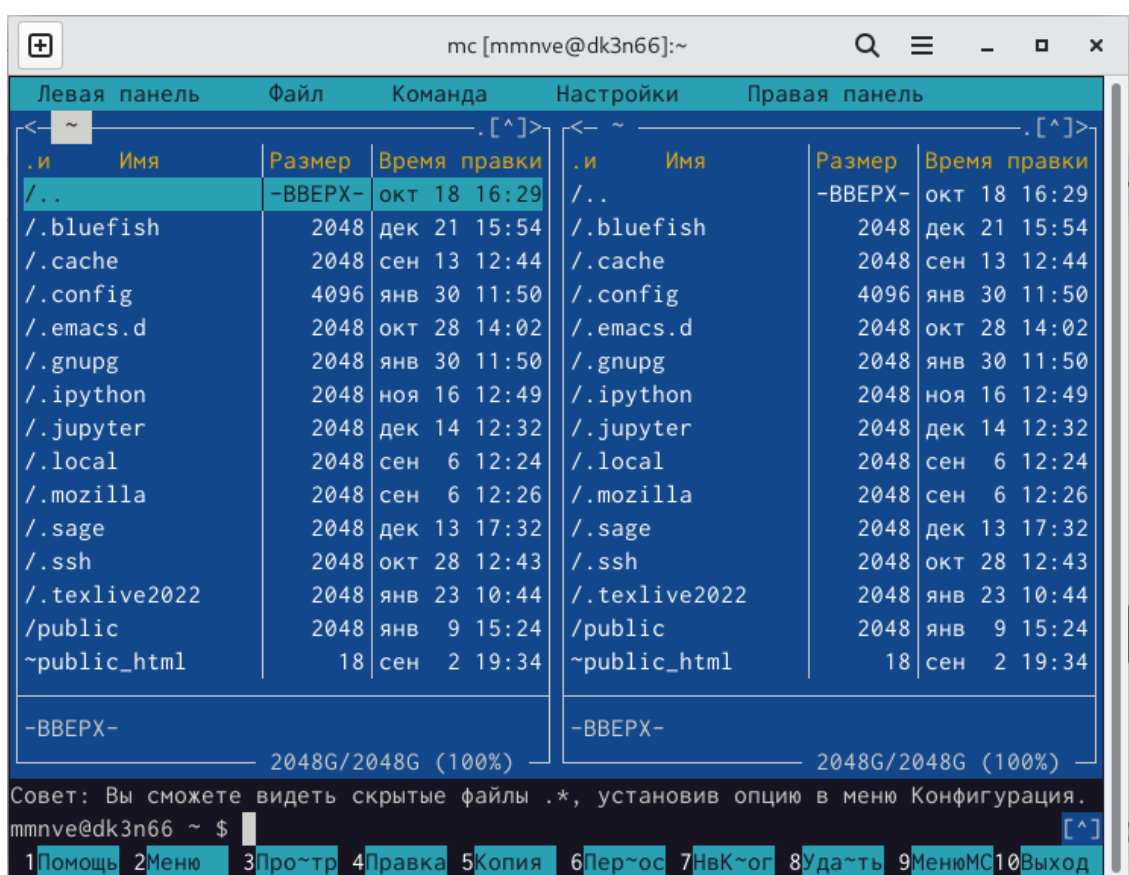 mc [mmnve@dk3n66]:~
Левая панель Файл Команда Настройки Правая панель
<— ~ .[^]> <— ~ .[^]>
.и Имя Размер Время правки .и Имя Размер Время правки
/.. -ВВЕРХ- окт 18 16:29 /.. -ВВЕРХ- окт 18 16:29
/.bluefish 2048 дек 21 15:54 /.bluefish 2048 дек 21 15:54
/.cache 2048 сен 13 12:44 /.cache 2048 сен 13 12:44
/.config 4096 янв 30 11:50 /.config 4096 янв 30 11:50
/.emacs.d 2048 окт 28 14:02 /.emacs.d 2048 окт 28 14:02
/.gnupg 2048 янв 30 11:50 /.gnupg 2048 янв 30 11:50
/.ipython 2048 ноя 16 12:49 /.ipython 2048 ноя 16 12:49
/.jupyter 2048 дек 14 12:32 /.jupyter 2048 дек 14 12:32
/.local 2048 сен 6 12:24 /.local 2048 сен 6 12:24
/.mozilla 2048 сен 6 12:26 /.mozilla 2048 сен 6 12:26
/.sage 2048 дек 13 17:32 /.sage 2048 дек 13 17:32
/.ssh 2048 окт 28 12:43 /.ssh 2048 окт 28 12:43
/.texlive2022 2048 янв 23 10:44 /.texlive2022 2048 янв 23 10:44
/public 2048 янв 9 15:24 /public 2048 янв 9 15:24
~public_html 18 сен 2 19:34 ~public_html 18 сен 2 19:34
-ВВЕРХ- -ВВЕРХ-
2048G/2048G (100%) 2048G/2048G (100%)
Совет: Вы сможете видеть скрытые файлы .*, установив опцию в меню Конфигурация.
mmnve@dk3n66 ~ $ [^]
1Помощь 2Меню 3Про~тр 4Правка 5Копия 6Пер~ос 7НвК~ог 8Уда~ть 9МенюMC10Выход